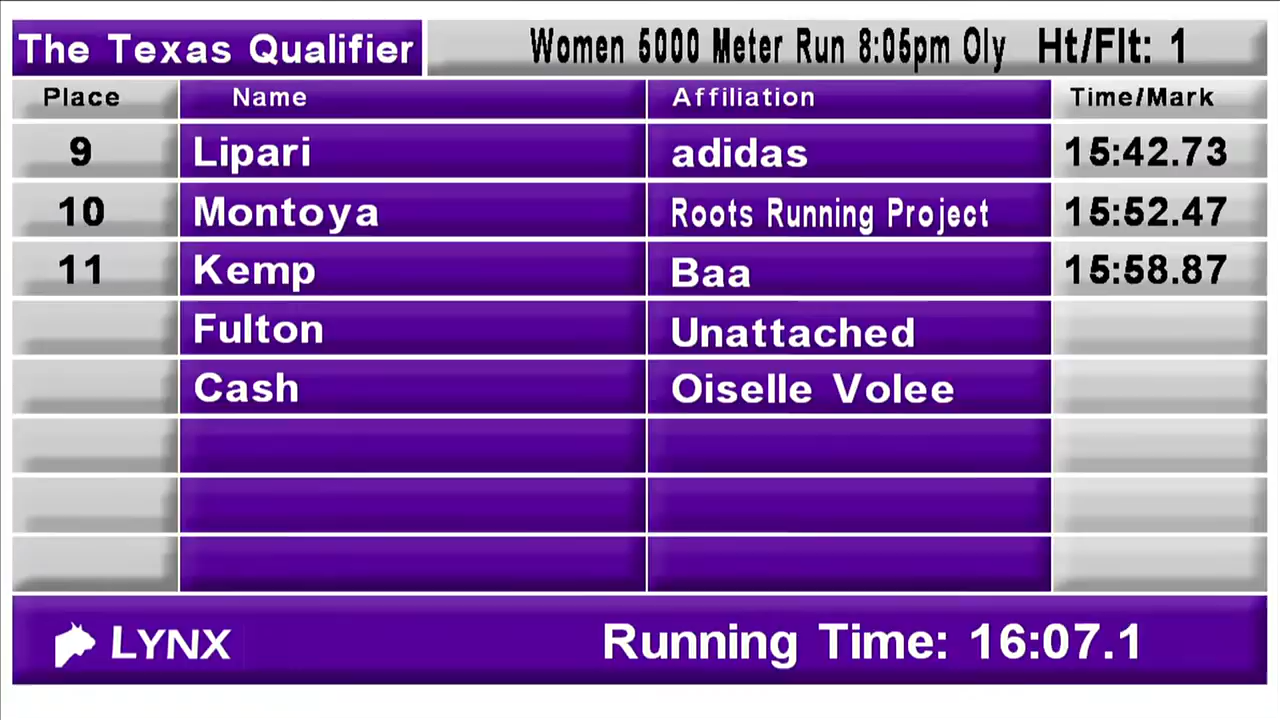 The Texas Qualifier Women 5000 Meter Run 8:05pm Oly Ht/Flt: 1
Place Name Affiliation Time/Mark
9 Lipari adidas 15:42.73
10 Montoya Roots Running Project 15:52.47
11 Kemp Baa 15:58.87
Fulton Unattached
Cash Oiselle Volee
LYNX Running Time: 16:07.1